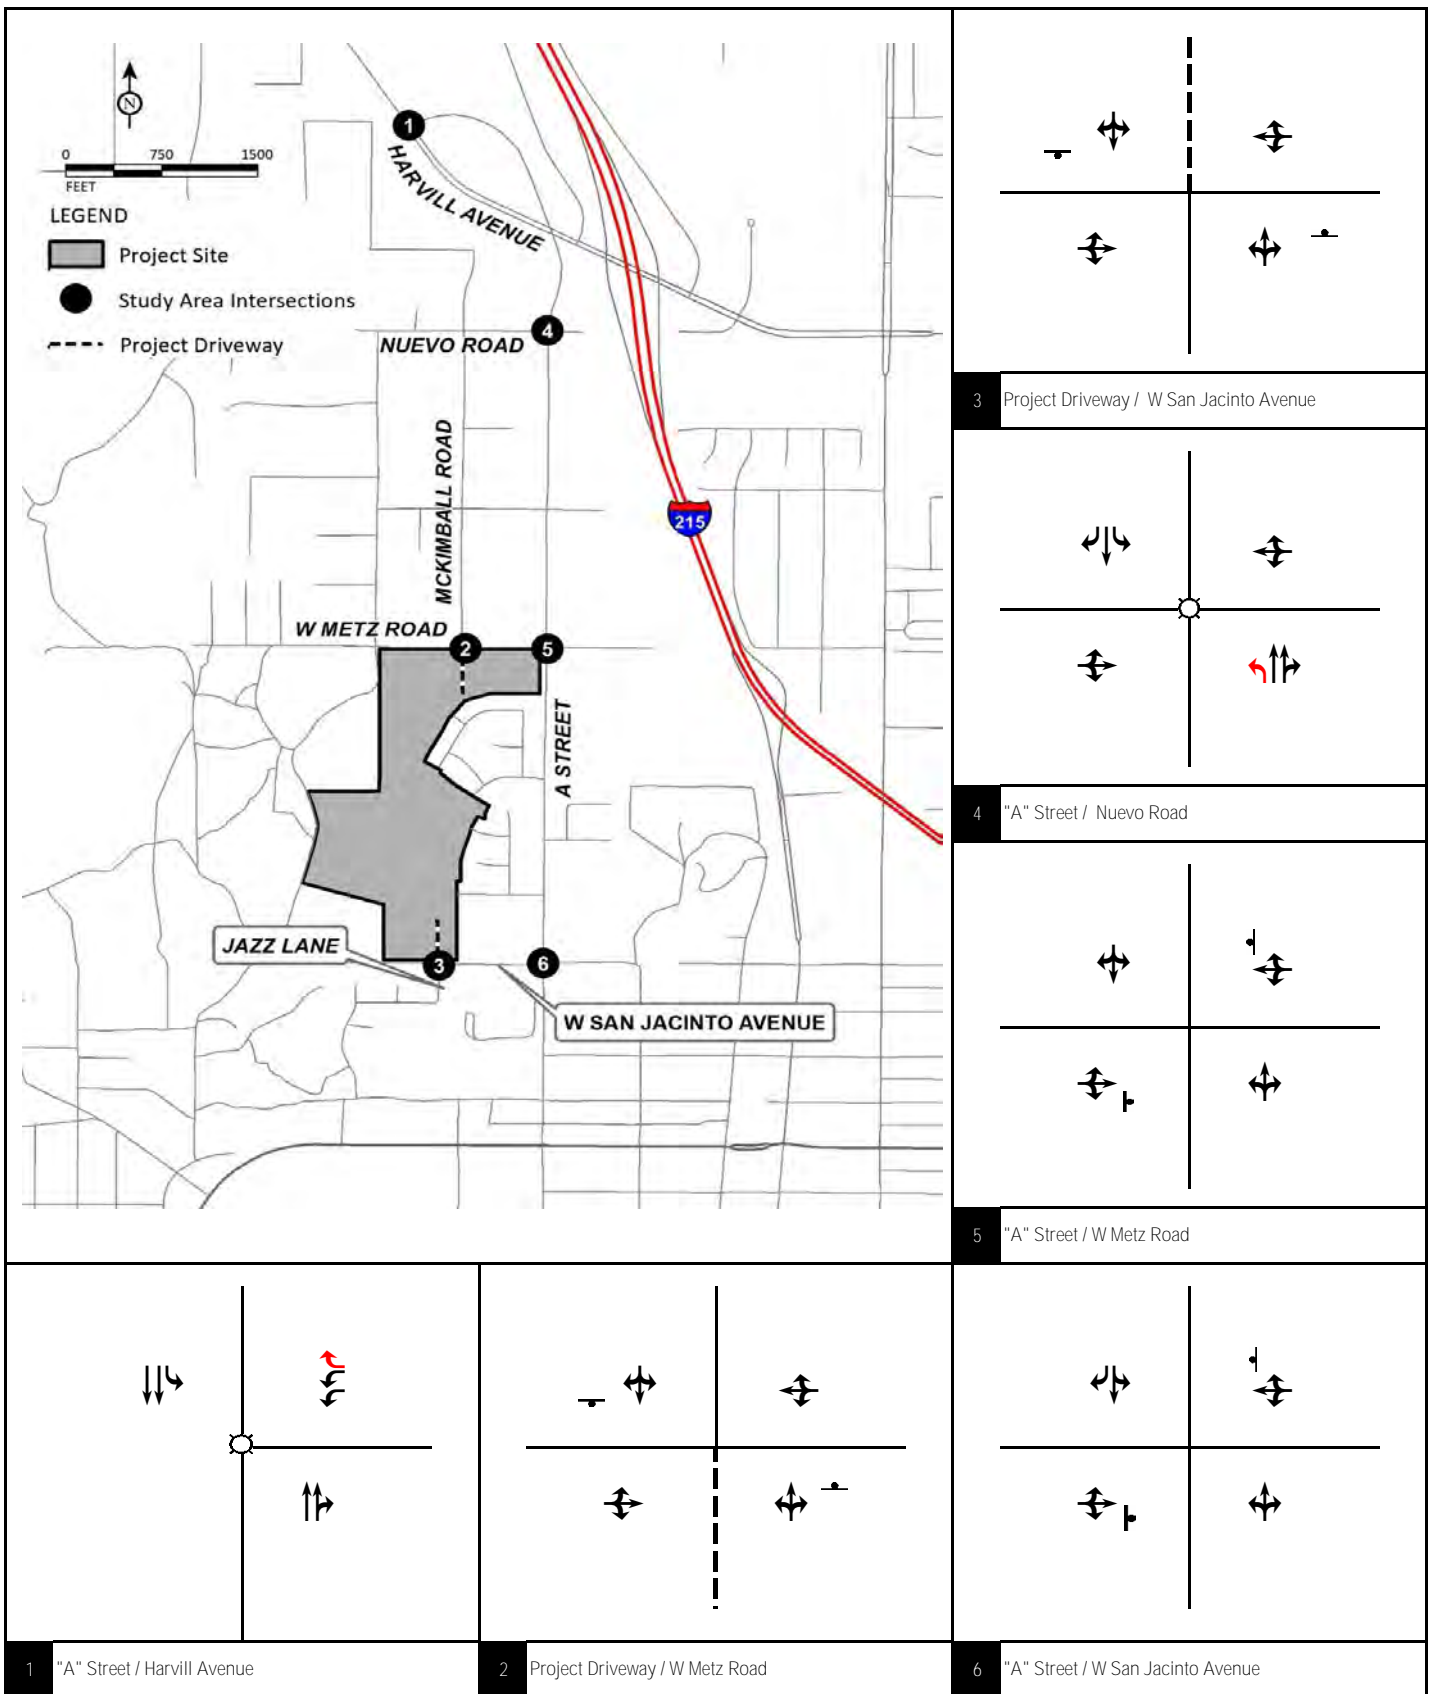 N
0 750 1500
FEET
LEGEND
Project Site
Study Area Intersections
Project Driveway
1
HARVILL AVENUE
4
NUEVO ROAD
MCKIMBALL ROAD
215
W METZ ROAD
2
5
A STREET
JAZZ LANE
3
6
W SAN JACINTO AVENUE
3 Project Driveway / W San Jacinto Avenue
4 "A" Street / Nuevo Road
5 "A" Street / W Metz Road
1 "A" Street / Harvill Avenue
2 Project Driveway / W Metz Road
6 "A" Street / W San Jacinto Avenue